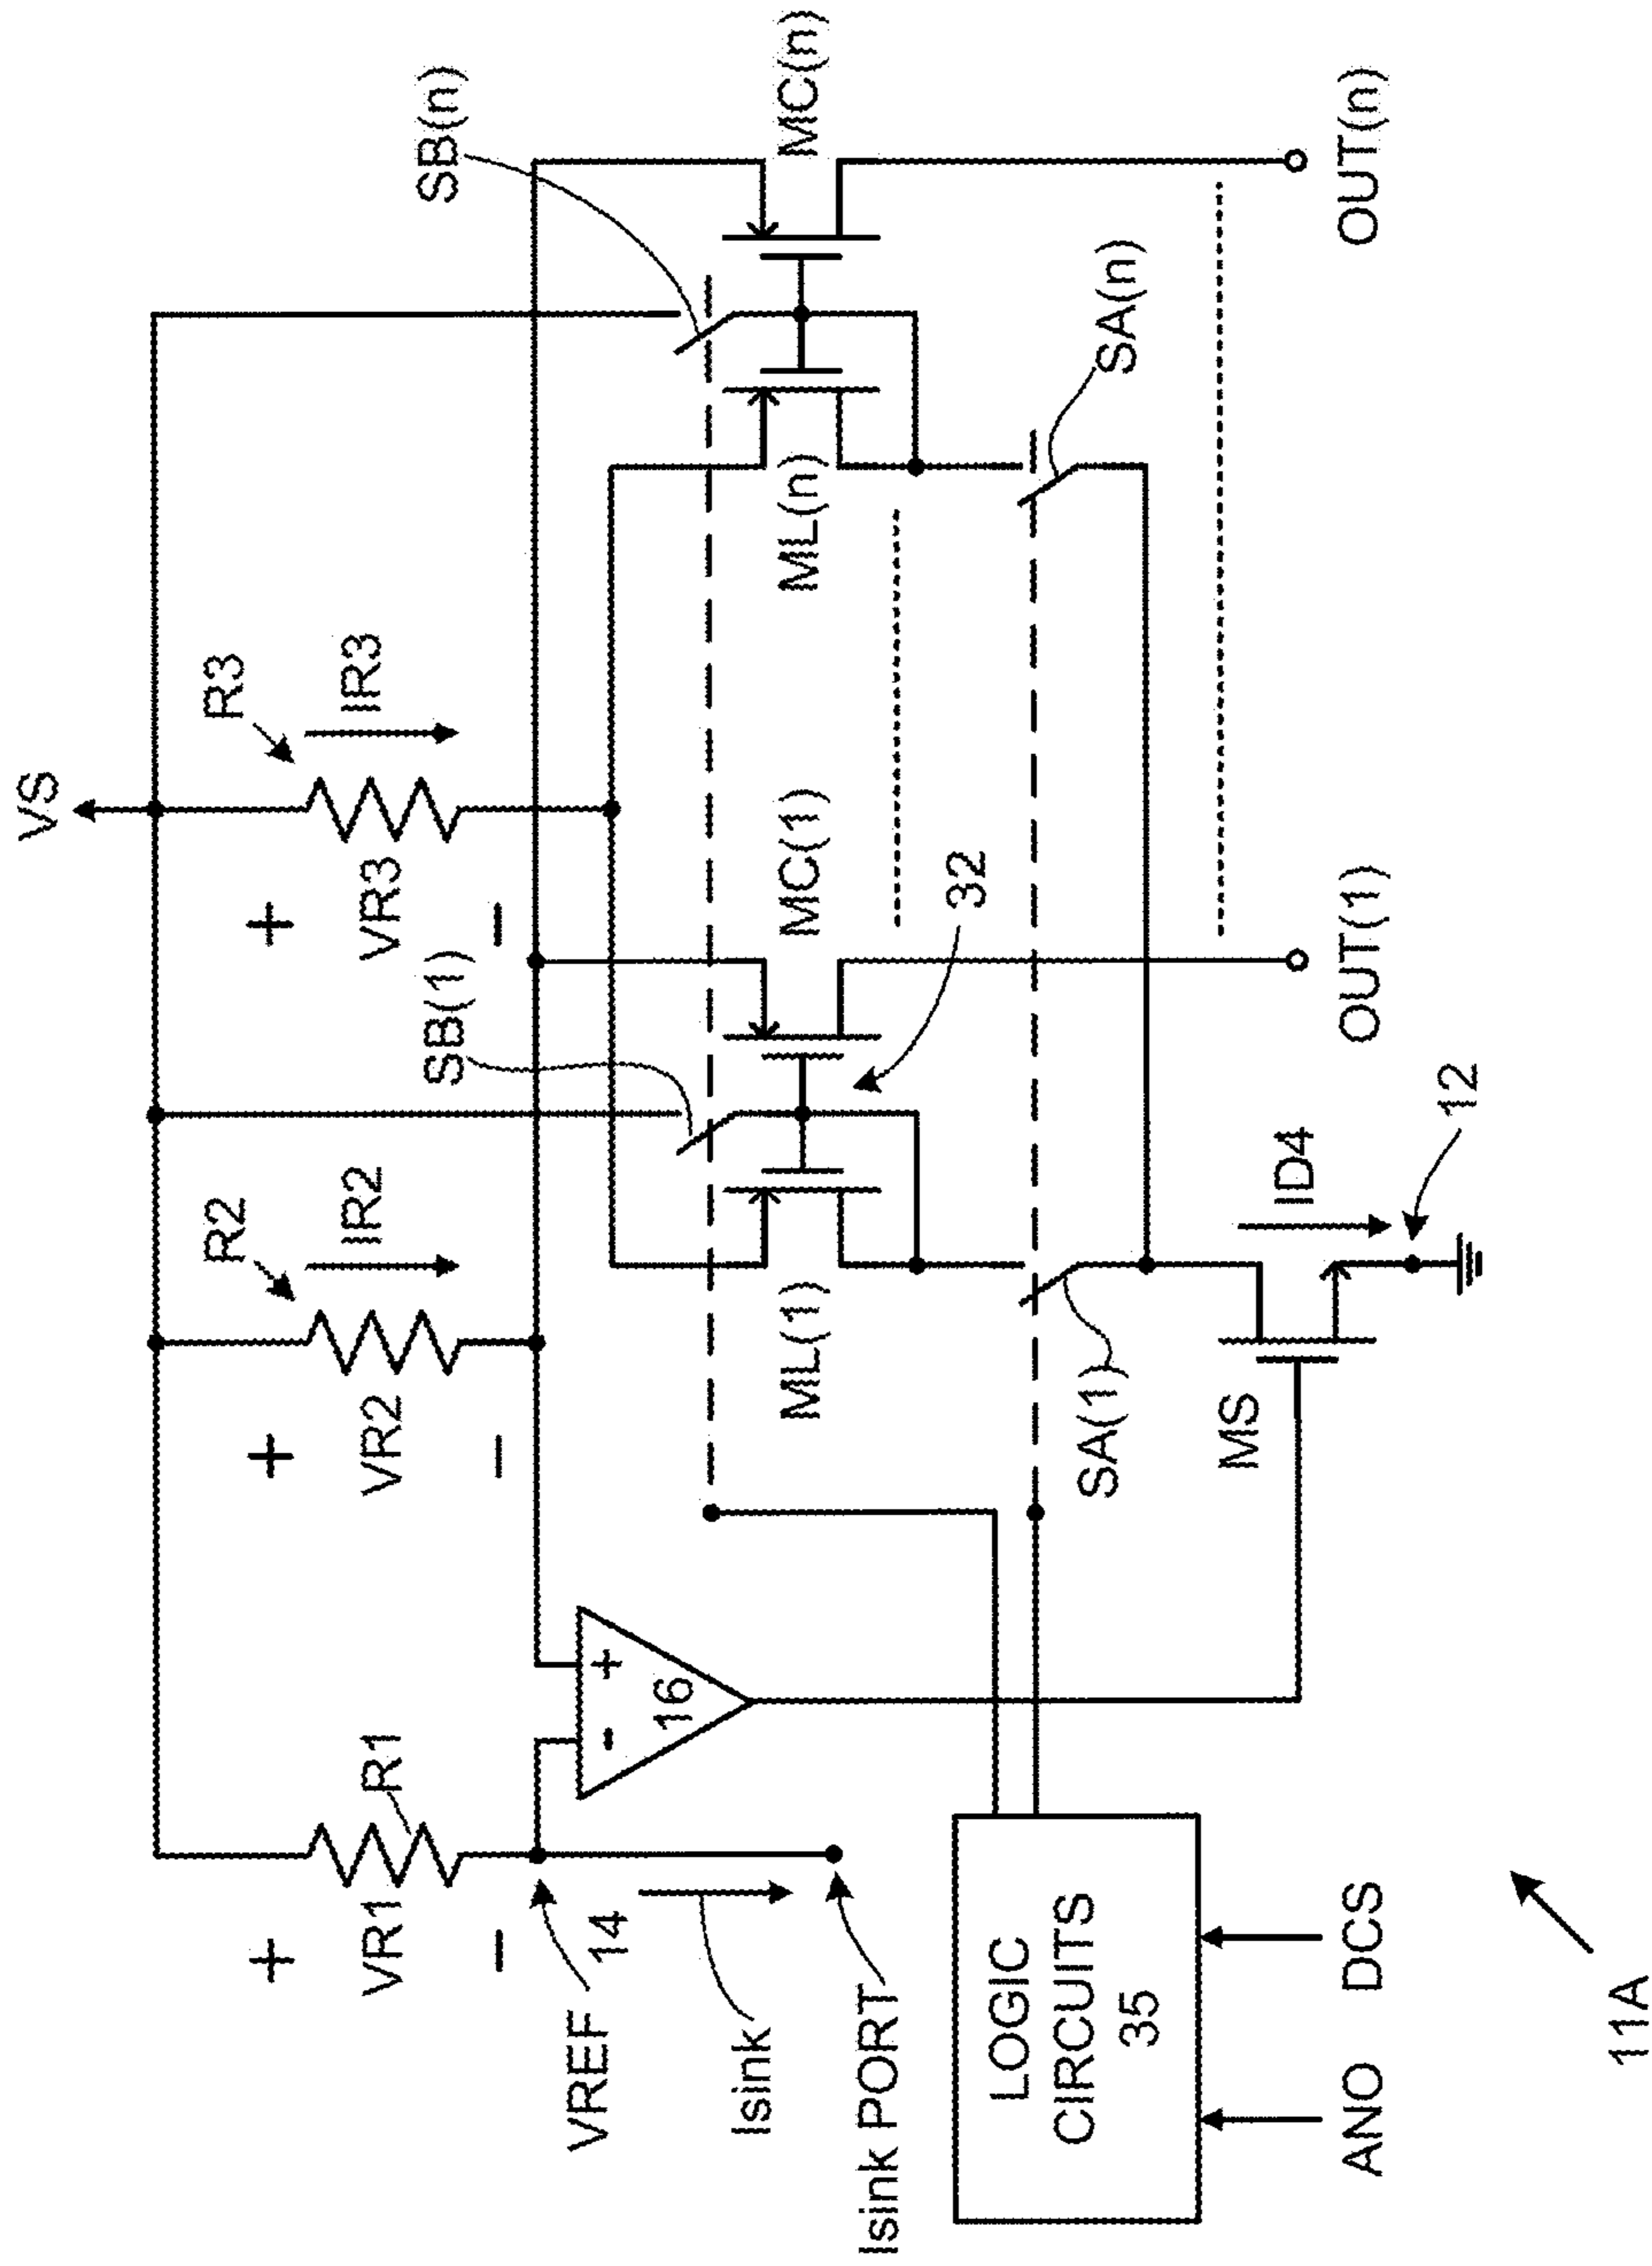 VS
R1
VR1
+
-
R2
IR2
VR2
+
-
R3
IR3
VR3
+
-
VREF
14
Isink
Isink PORT
-
+
16
SB(1)
SB(n)
ML(1)
MC(1)
ML(n)
MC(n)
32
SA(1)
SA(n)
MS
ID4
12
OUT(1)
OUT(n)
LOGIC
CIRCUITS
35
ANO
DCS
11A